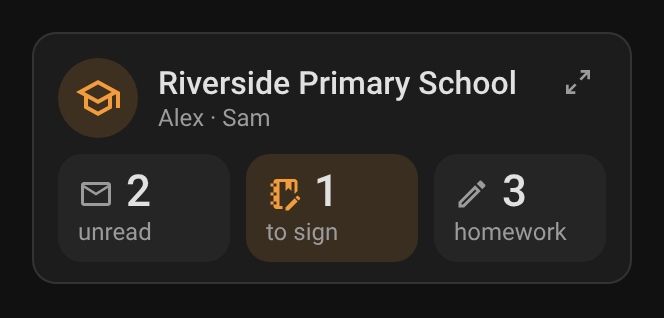 Riverside Primary School
Alex · Sam
2
unread
1
to sign
3
homework